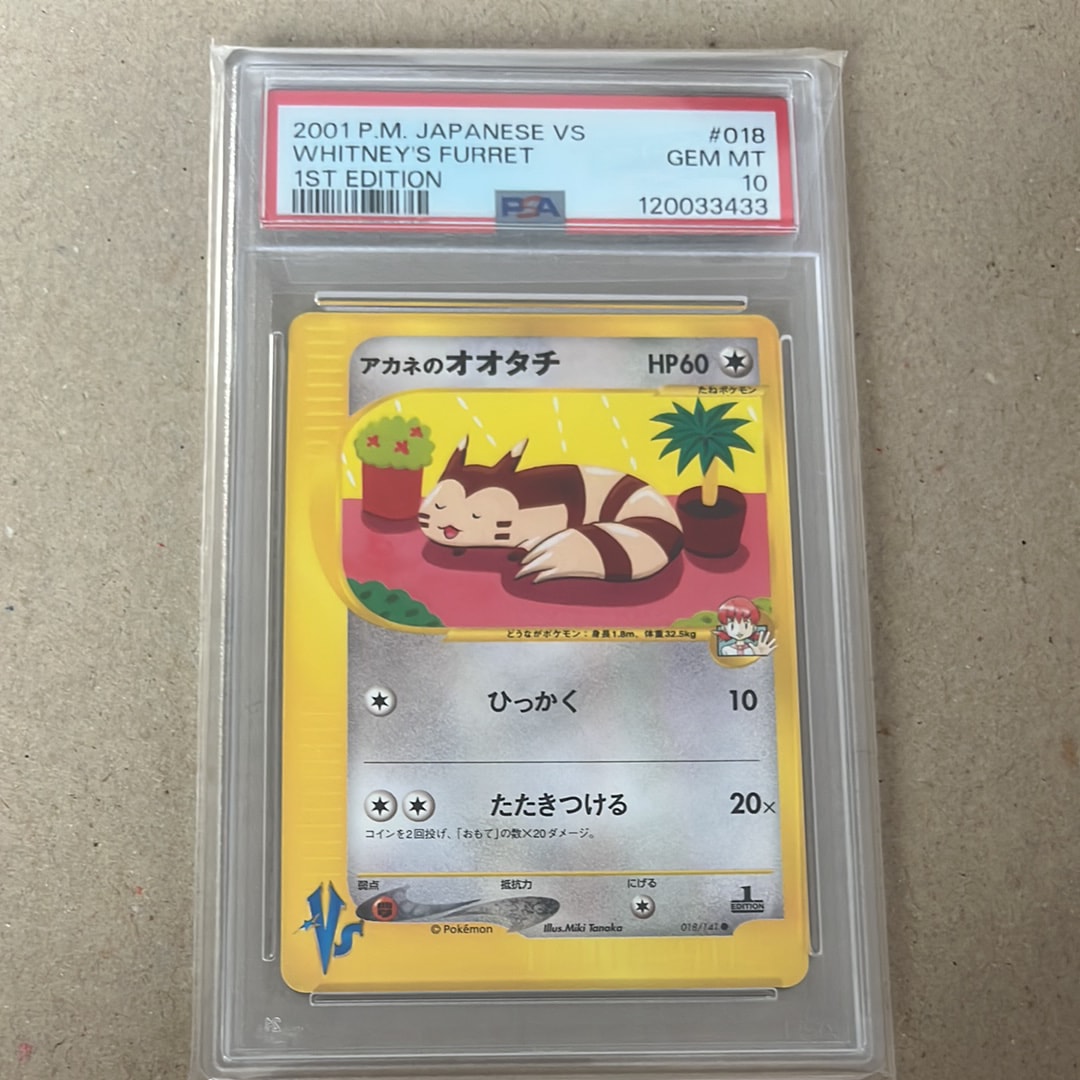 2001 P.M. JAPANESE VS #018
WHITNEY'S FURRET GEM MT
1ST EDITION 10
PSA 120033433
アカネのオオタチ HP60
たねポケモン
どうながポケモン：身長1.8m、体重32.5kg
ひっかく 10
たたきつける 20×
コインを2回投げ、「おもて」の数×20ダメージ。
弱点 抵抗力 にげる
1
EDITION
Vs
©Pokémon Illus.Miki Tanaka 018/141 ●